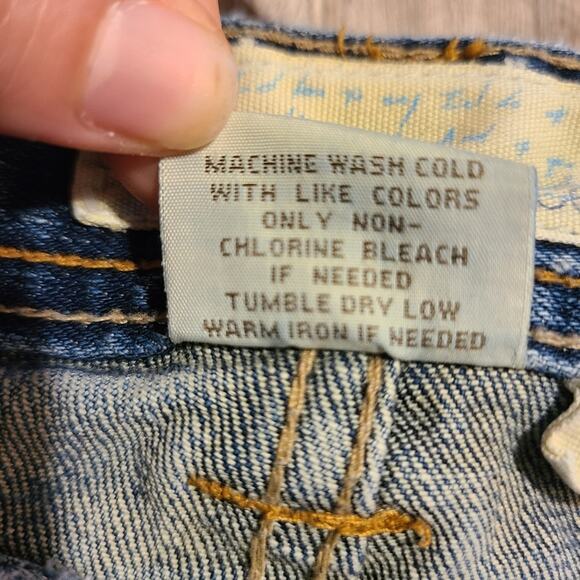 MACHINE WASH COLD
WITH LIKE COLORS
ONLY NON-
CHLORINE BLEACH
IF NEEDED
TUMBLE DRY LOW
WARM IRON IF NEEDED